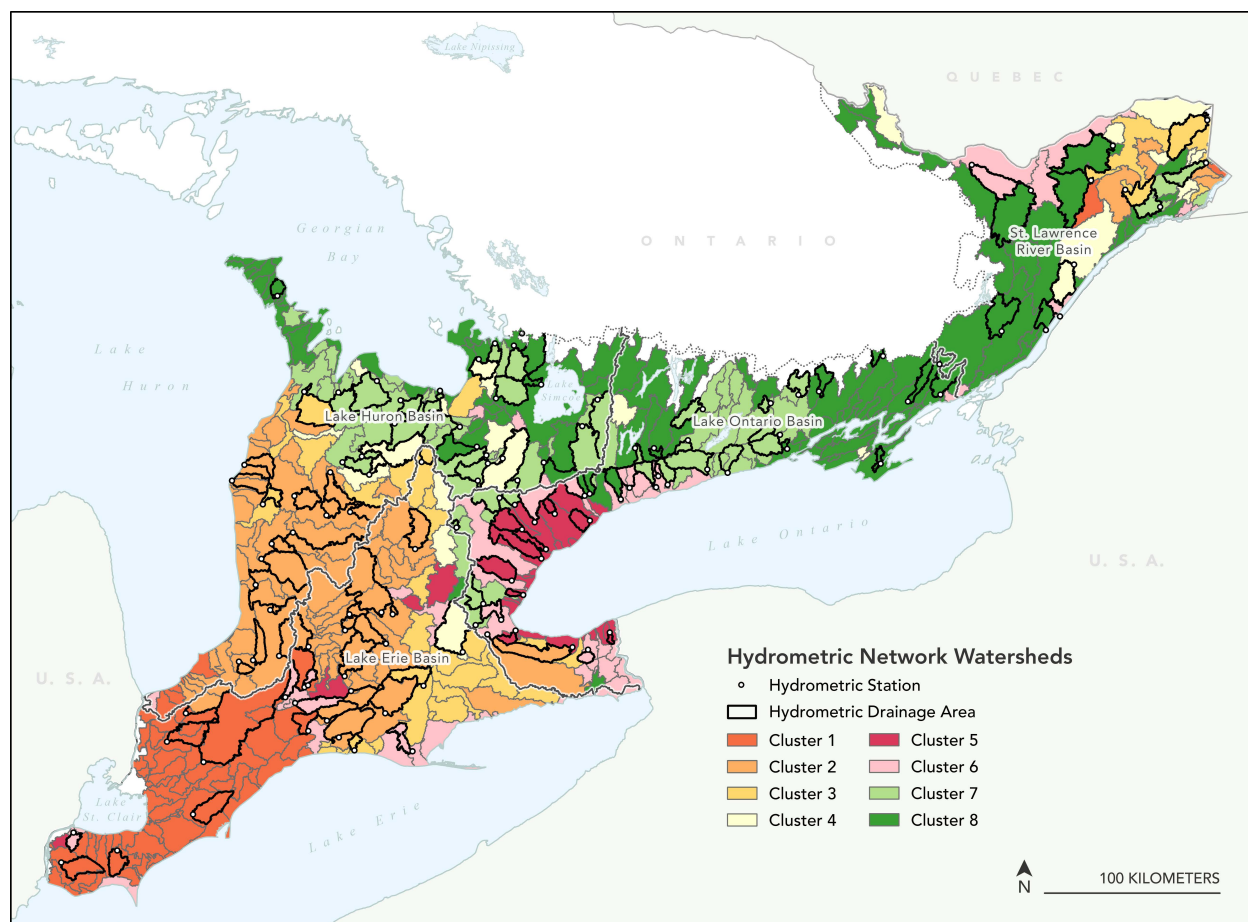 Lake Nipissing
QUEBEC
Georgian
Bay
ONTARIO
St. Lawrence
River Basin
Lake
Huron
Lake
Simcoe
Lake Huron Basin
Lake Ontario Basin
Lake Ontario
U.S.A.
Lake Erie Basin
U.S.A.
Lake
St. Clair
Lake Erie
Hydrometric Network Watersheds
Hydrometric Station
Hydrometric Drainage Area
Cluster 1
Cluster 5
Cluster 2
Cluster 6
Cluster 3
Cluster 7
Cluster 4
Cluster 8
N
100 KILOMETERS